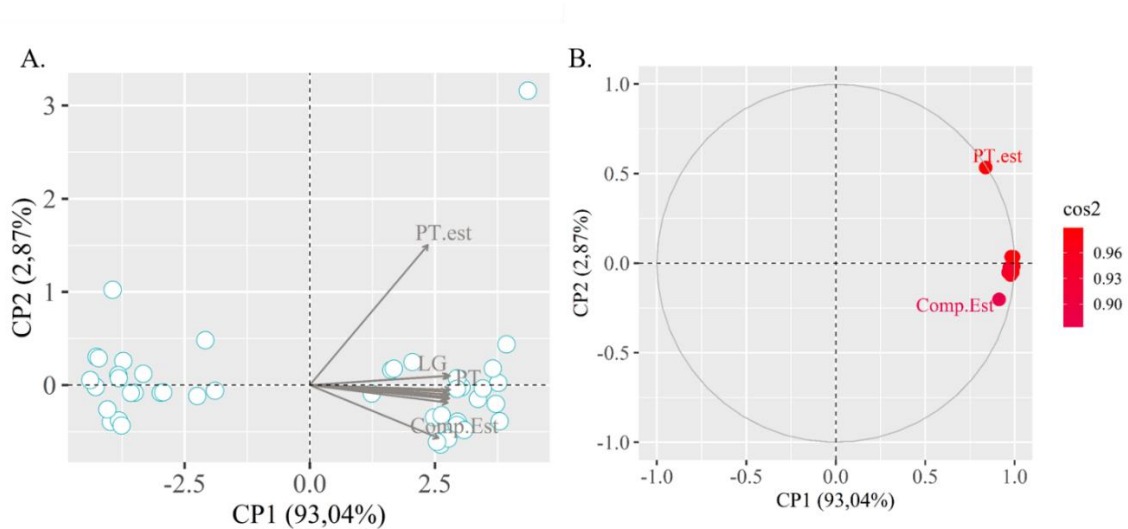 A.
3
2
1
0
CP2 (2,87%)
PT.est
LG
PT
Comp.Est
-2.5
0.0
2.5
CP1 (93,04%)
B.
1.0
0.5
0.0
-0.5
-1.0
CP2 (2,87%)
PT.est
Comp.Est
-1.0
-0.5
0.0
0.5
1.0
CP1 (93,04%)
cos2
0.96
0.93
0.90